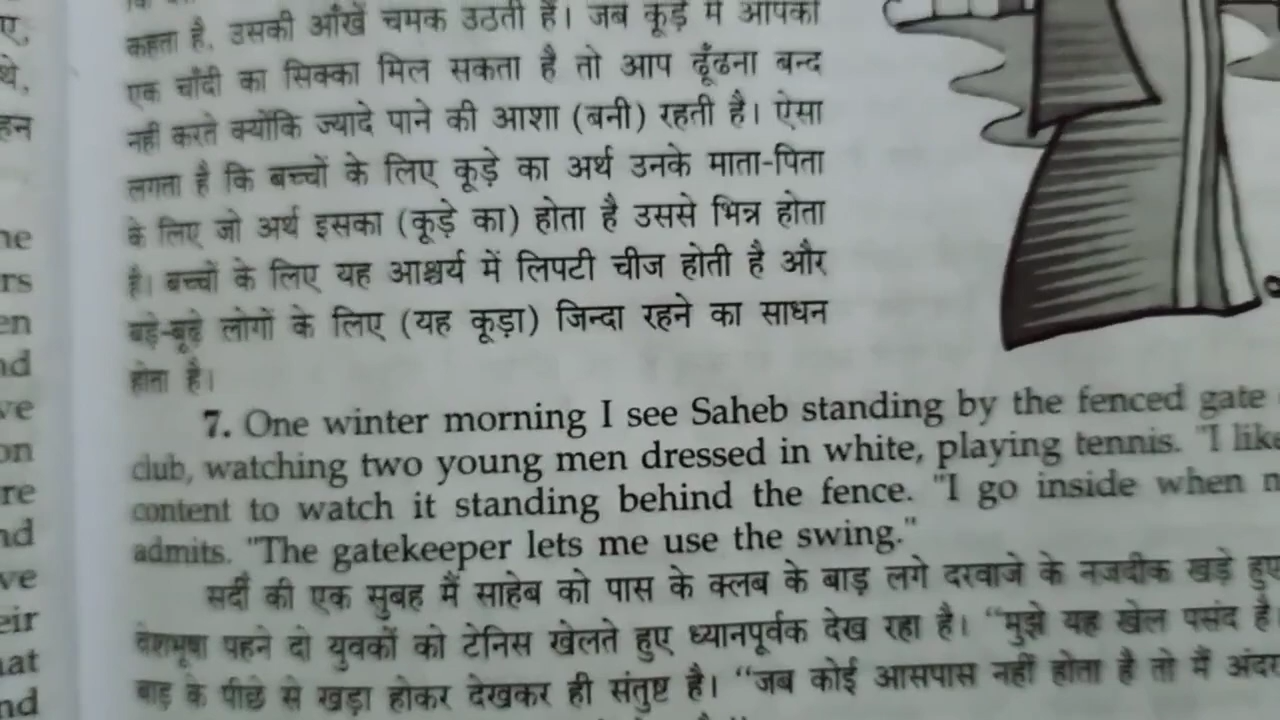 कहता है, उसकी आँखें चमक उठती हैं। जब कूड़े में आपको
एक चाँदी का सिक्का मिल सकता है तो आप ढूँढना बन्द
नहीं करते क्योंकि ज्यादे पाने की आशा (बनी) रहती है। ऐसा
लगता है कि बच्चों के लिए कूड़े का अर्थ उनके माता-पिता
के लिए जो अर्थ इसका (कूड़े का) होता है उससे भिन्न होता
है। बच्चों के लिए यह आश्चर्य में लिपटी चीज होती है और
बड़े-बूढ़े लोगों के लिए (यह कूड़ा) जिन्दा रहने का साधन
होता है।
7. One winter morning I see Saheb standing by the fenced gate
club, watching two young men dressed in white, playing tennis. "I like
content to watch it standing behind the fence. "I go inside when n
admits. "The gatekeeper lets me use the swing."
सर्दी की एक सुबह मैं साहेब को पास के क्लब के बाड़ लगे दरवाजे के नजदीक खड़े हुए
वेशभूषा पहने दो युवकों को टेनिस खेलते हुए ध्यानपूर्वक देख रहा है। “मुझे यह खेल पसंद है।
बाड़ के पीछे से खड़ा होकर देखकर ही संतुष्ट है। “जब कोई आसपास नहीं होता है तो मैं अंदर